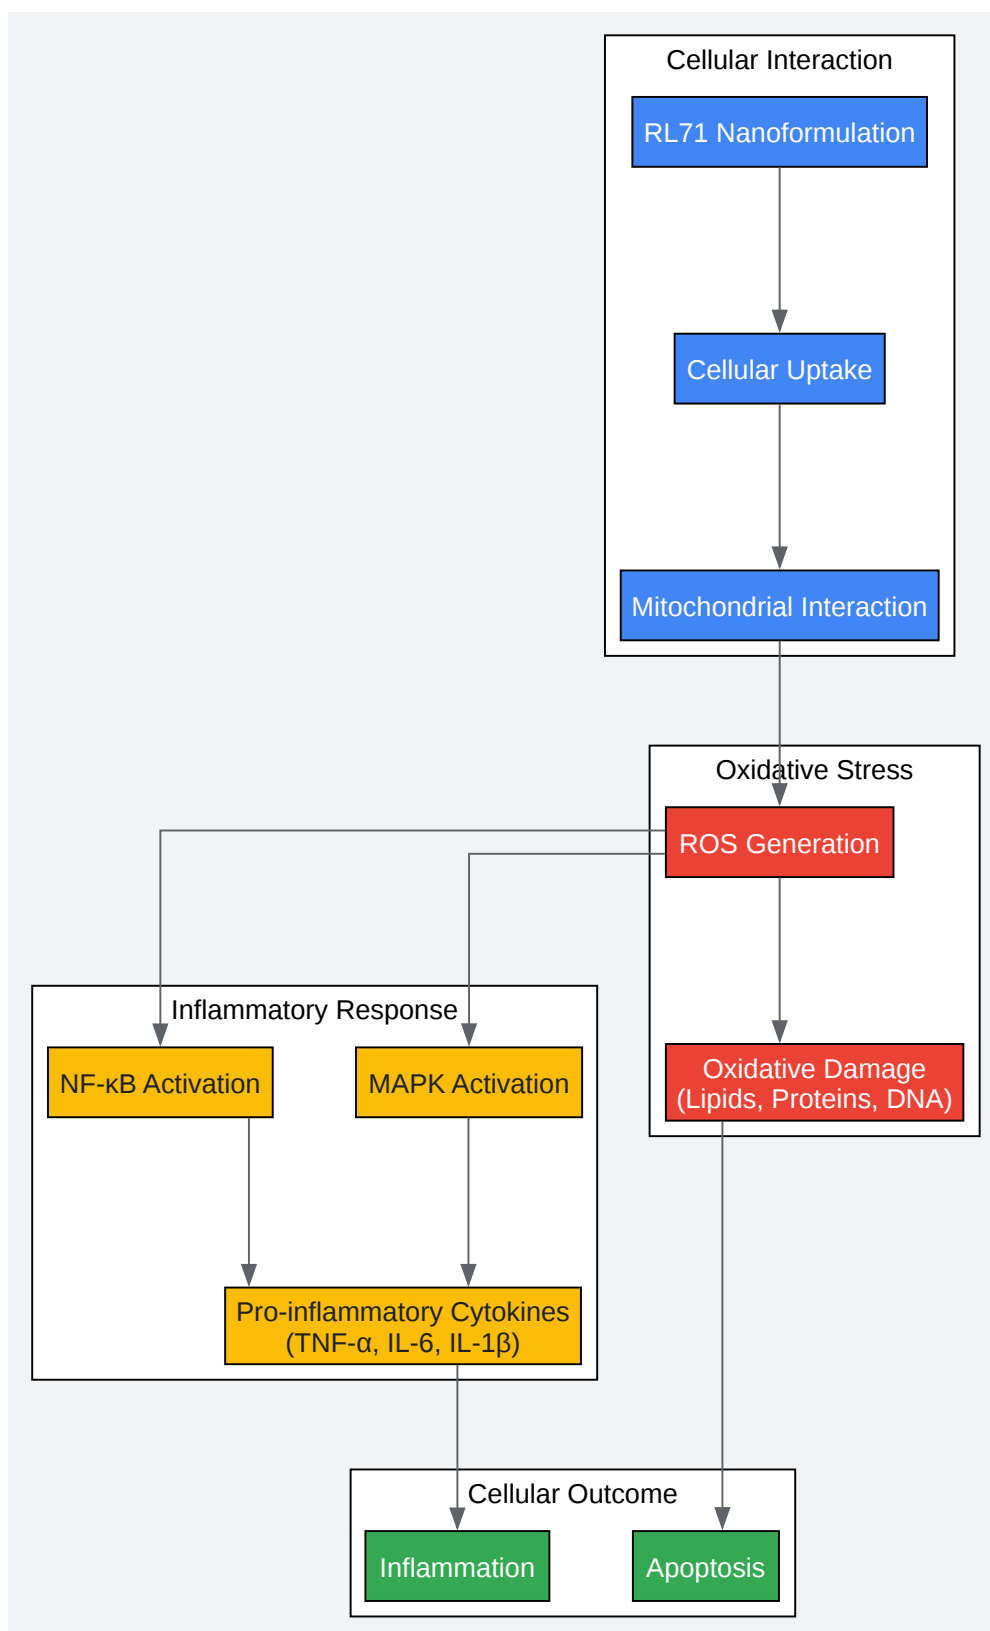 Cellular Interaction
RL71 Nanoformulation
Cellular Uptake
Mitochondrial Interaction
Oxidative Stress
ROS Generation
Inflammatory Response
NF-κB Activation
MAPK Activation
Oxidative Damage
(Lipids, Proteins, DNA)
Pro-inflammatory Cytokines
(TNF-α, IL-6, IL-1β)
Cellular Outcome
Inflammation
Apoptosis